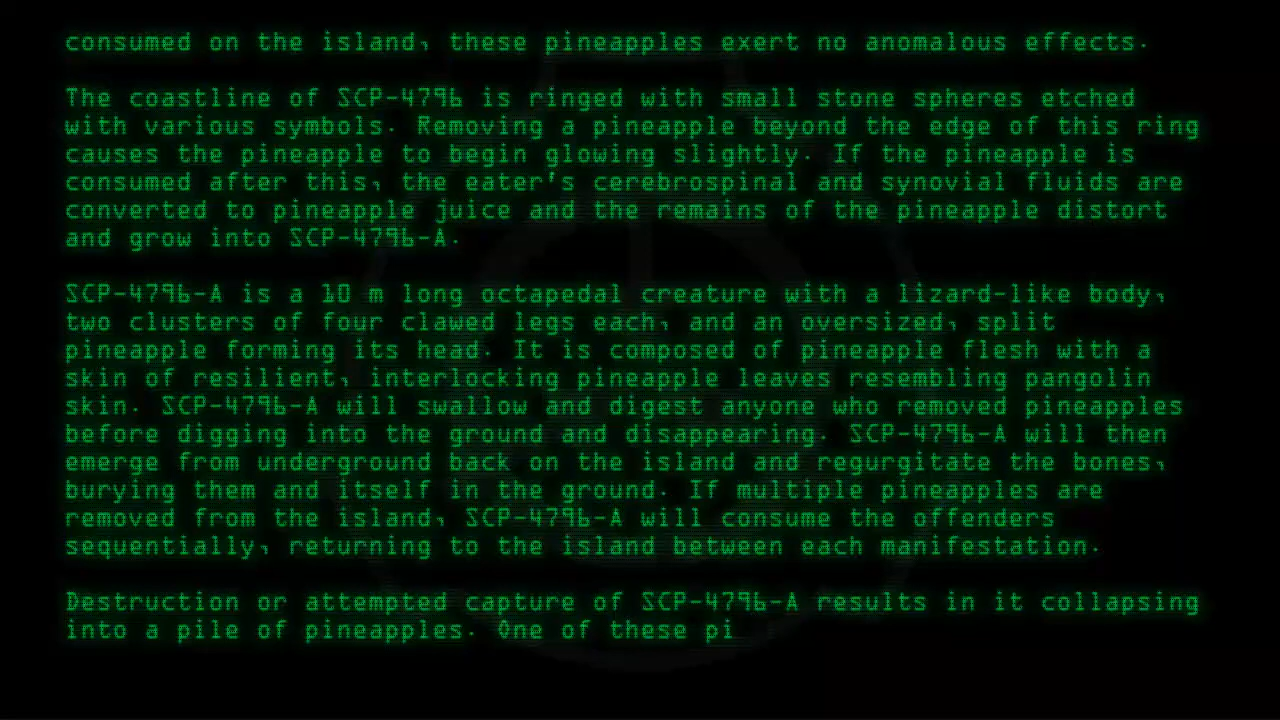 consumed on the island, these pineapples exert no anomalous effects.
The coastline of SCP-4796 is ringed with small stone spheres etched
with various symbols. Removing a pineapple beyond the edge of this ring
causes the pineapple to begin glowing slightly. If the pineapple is
consumed after this, the eater's cerebrospinal and synovial fluids are
converted to pineapple juice and the remains of the pineapple distort
and grow into SCP-4796-A.
SCP-4796-A is a 10 m long octapedal creature with a lizard-like body,
two clusters of four clawed legs each, and an oversized, split
pineapple forming its head. It is composed of pineapple flesh with a
skin of resilient, interlocking pineapple leaves resembling pangolin
skin. SCP-4796-A will swallow and digest anyone who removed pineapples
before digging into the ground and disappearing. SCP-4796-A will then
emerge from underground back on the island and regurgitate the bones,
burying them and itself in the ground. If multiple pineapples are
removed from the island, SCP-4796-A will consume the offenders
sequentially, returning to the island between each manifestation.
Destruction or attempted capture of SCP-4796-A results in it collapsing
into a pile of pineapples. One of these pi